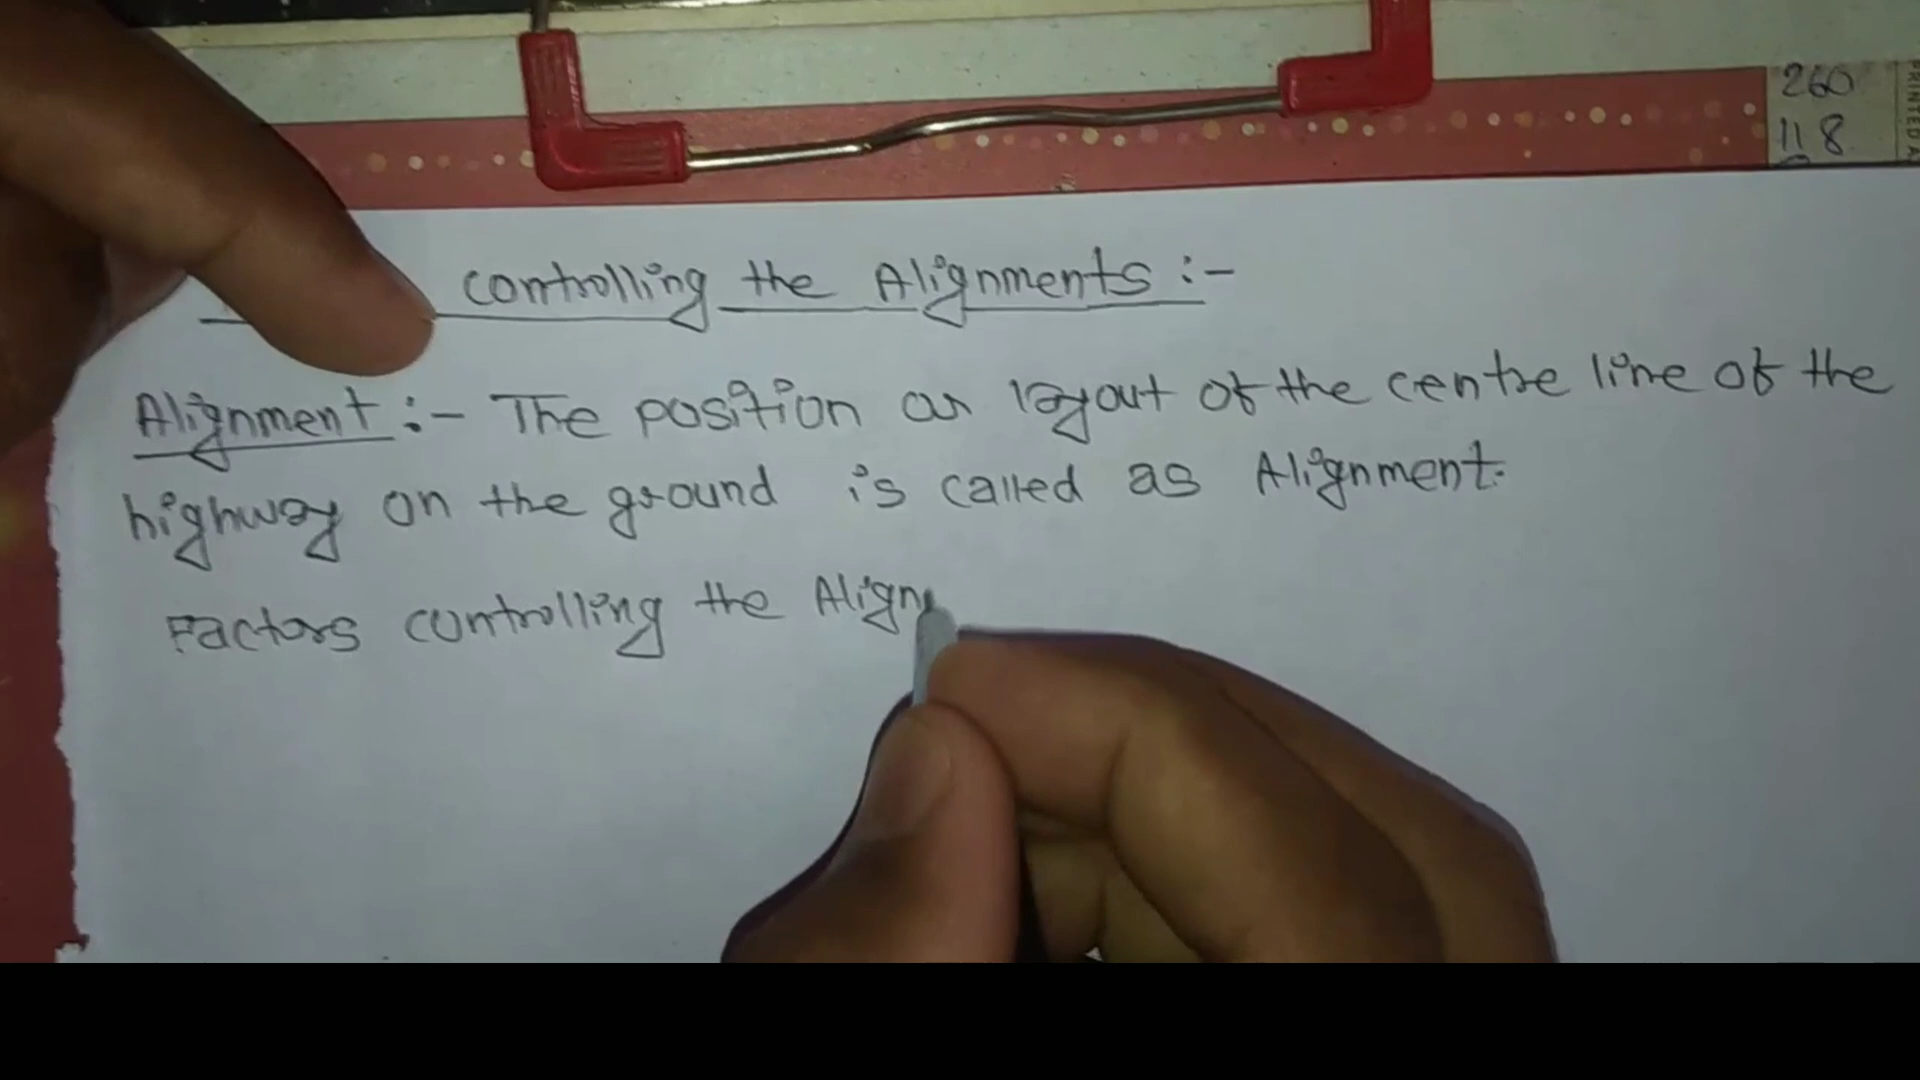 260
118
PRINTED A
controlling the Alignments :-
Alignment :- The position or layout of the centre line of the
highway on the ground is called as Alignment.
Factors controlling the Align